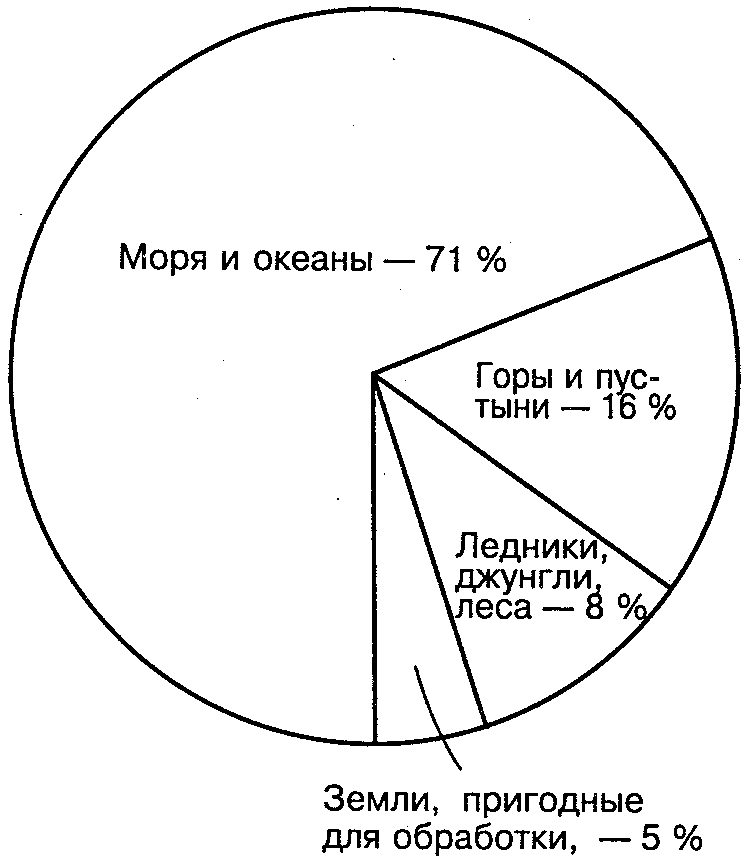 Моря и океаны — 71 %
Горы и пус-
тыни — 16 %
Ледники,
джунгли,
леса — 8 %
Земли, пригодные
для обработки, — 5 %